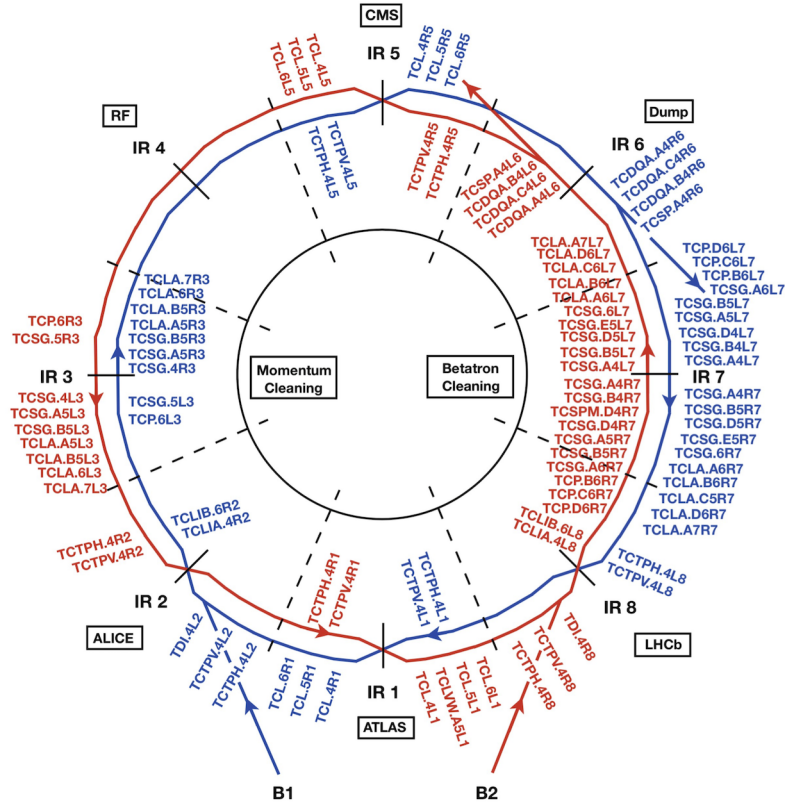 CMS
IR 5
TCL.6L5
TCL.5L5
TCL.4L5
TCL.4R5
TCL.5R5
TCL.6R5
TCTPH.4L5
TCTPV.4L5
TCTPV.4R5
TCTPH.4R5
RF
IR 4
Dump
IR 6
TCSP.A4L6
TCDQA.B4L6
TCDQA.C4L6
TCDQA.A4L6
TCDQA.A4R6
TCDQA.C4R6
TCDQA.B4R6
TCSP.A4R6
TCLA.7R3
TCLA.6R3
TCLA.B5R3
TCLA.A5R3
TCSG.B5R3
TCSG.A5R3
TCSG.4R3
TCP.6R3
TCSG.5R3
IR 3
TCSG.4L3
TCSG.A5L3
TCSG.B5L3
TCLA.A5L3
TCLA.B5L3
TCLA.6L3
TCLA.7L3
TCSG.5L3
TCP.6L3
Momentum
Cleaning
Betatron
Cleaning
TCLA.A7L7
TCLA.D6L7
TCLA.C6L7
TCLA.B6L7
TCLA.A6L7
TCSG.6L7
TCSG.E5L7
TCSG.D5L7
TCSG.B5L7
TCSG.A4L7
TCSG.A4R7
TCSG.B4R7
TCSPM.D4R7
TCSG.D4R7
TCSG.A5R7
TCSG.B5R7
TCSG.A6R7
TCP.B6R7
TCP.C6R7
TCP.D6R7
TCP.D6L7
TCP.C6L7
TCP.B6L7
TCSG.A6L7
TCSG.B5L7
TCSG.A5L7
TCSG.D4L7
TCSG.B4L7
TCSG.A4L7
IR 7
TCSG.A4R7
TCSG.B5R7
TCSG.D5R7
TCSG.E5R7
TCSG.6R7
TCLA.A6R7
TCLA.B6R7
TCLA.C5R7
TCLA.D6R7
TCLA.A7R7
TCLIB.6R2
TCLIA.4R2
TCTPH.4R2
TCTPV.4R2
IR 2
ALICE
TCLIB.6L8
TCLIA.4L8
TCTPH.4L8
TCTPV.4L8
IR 8
LHCb
TCTPH.4R1
TCTPV.4R1
TCTPV.4L1
TCTPH.4L1
TDI.4L2
TCTPV.4L2
TCTPH.4L2
TCL.6R1
TCL.5R1
TCL.4R1
IR 1
ATLAS
TCL.4L1
TCLVW.A5L1
TCL.5L1
TCL.6L1
TCTPH.4R8
TCTPV.4R8
TDI.4R8
B1
B2